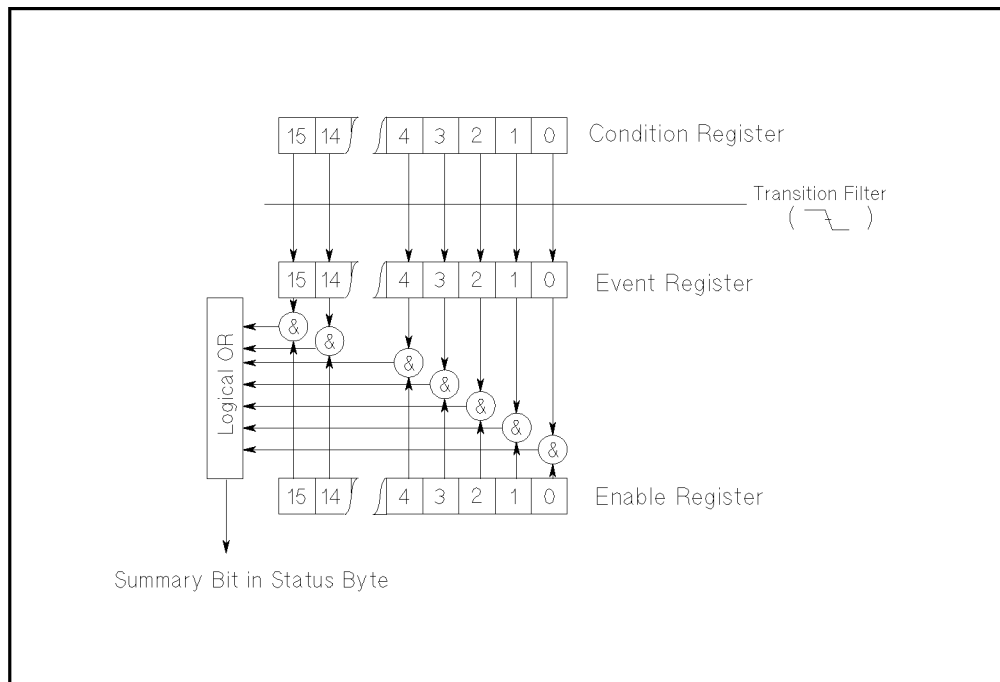 15 14 4 3 2 1 0 Condition Register
Transition Filter
( )
15 14 4 3 2 1 0 Event Register
& & & & & & &
Logical OR
15 14 4 3 2 1 0 Enable Register
Summary Bit in Status Byte